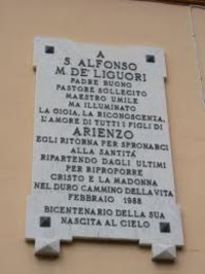 A
S. ALFONSO
M. DE' LIGUORI
PADRE BUONO
PASTORE SOLLECITO
MAESTRO UMILE
HA ILLUMINATO
LA GIOIA, LA RICONOSCENZA,
L'AMORE DI TUTTI I FIGLI DI
ARIENZO
EGLI RITORNA PER SPRONARCI
ALLA SANTITÁ
RIPARTENDO DAGLI ULTIMI
PER RIPROPORRE
CRISTO E LA MADONNA
NEL DURO CAMMINO DELLA VITA
FEBBRAIO 1988
BICENTENARIO DELLA SUA
NASCITA AL CIELO